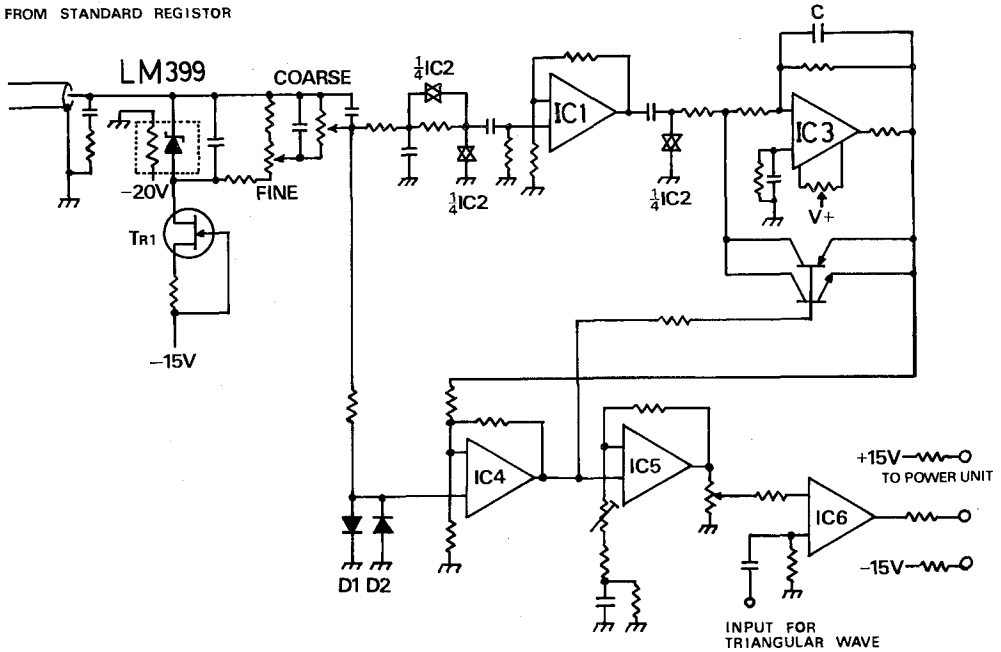 FROM STANDARD REGISTOR
LM399
COARSE
¼IC2
C
IC1
IC3
-20V
FINE
¼IC2
¼IC2
V+
TR1
-15V
IC4
IC5
+15V
TO POWER UNIT
IC6
D1 D2
-15V
INPUT FOR
TRIANGULAR WAVE